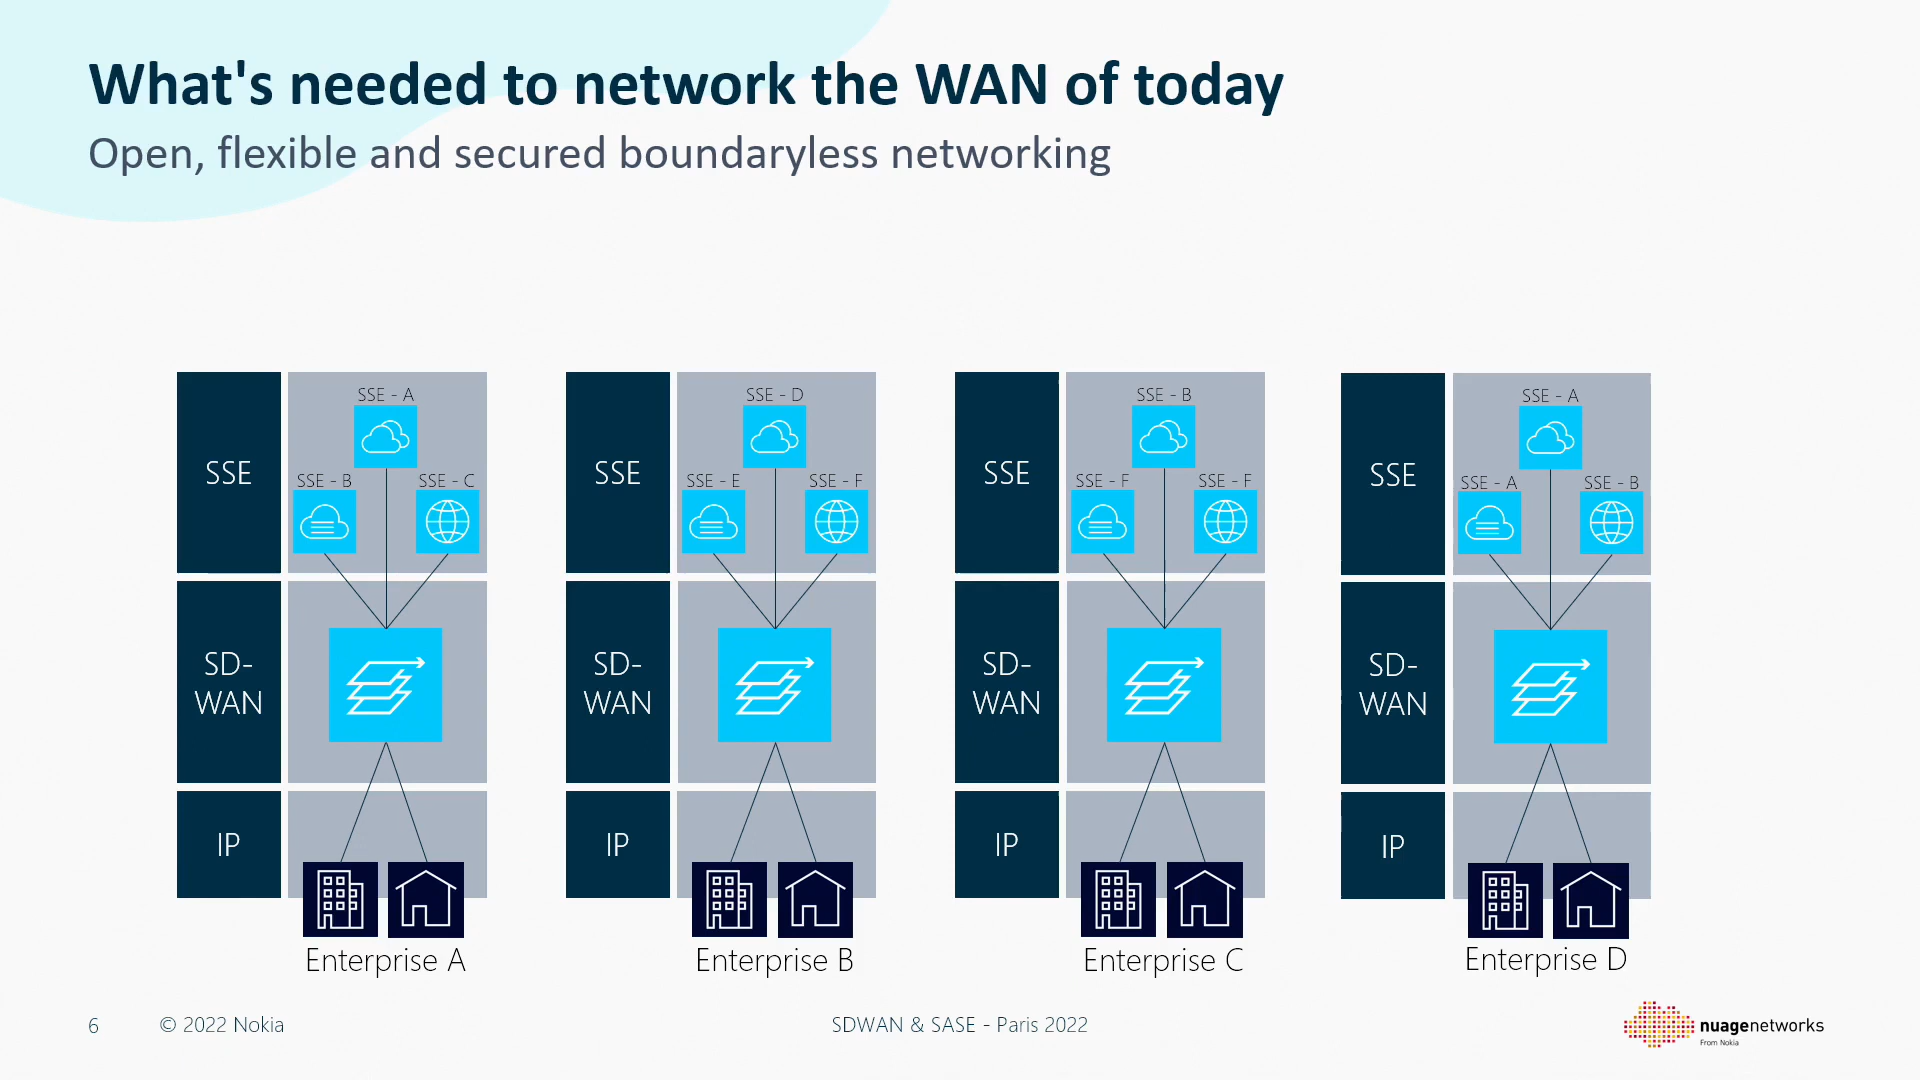 What's needed to network the WAN of today
Open, flexible and secured boundaryless networking
SSE
SSE - A
SSE - B
SSE - C
SD-
WAN
IP
Enterprise A
SSE
SSE - D
SSE - E
SSE - F
SD-
WAN
IP
Enterprise B
SSE
SSE - B
SSE - F
SSE - F
SD-
WAN
IP
Enterprise C
SSE
SSE - A
SSE - A
SSE - B
SD-
WAN
IP
Enterprise D
6
© 2022 Nokia
SDWAN & SASE - Paris 2022
nuagenetworks
From Nokia